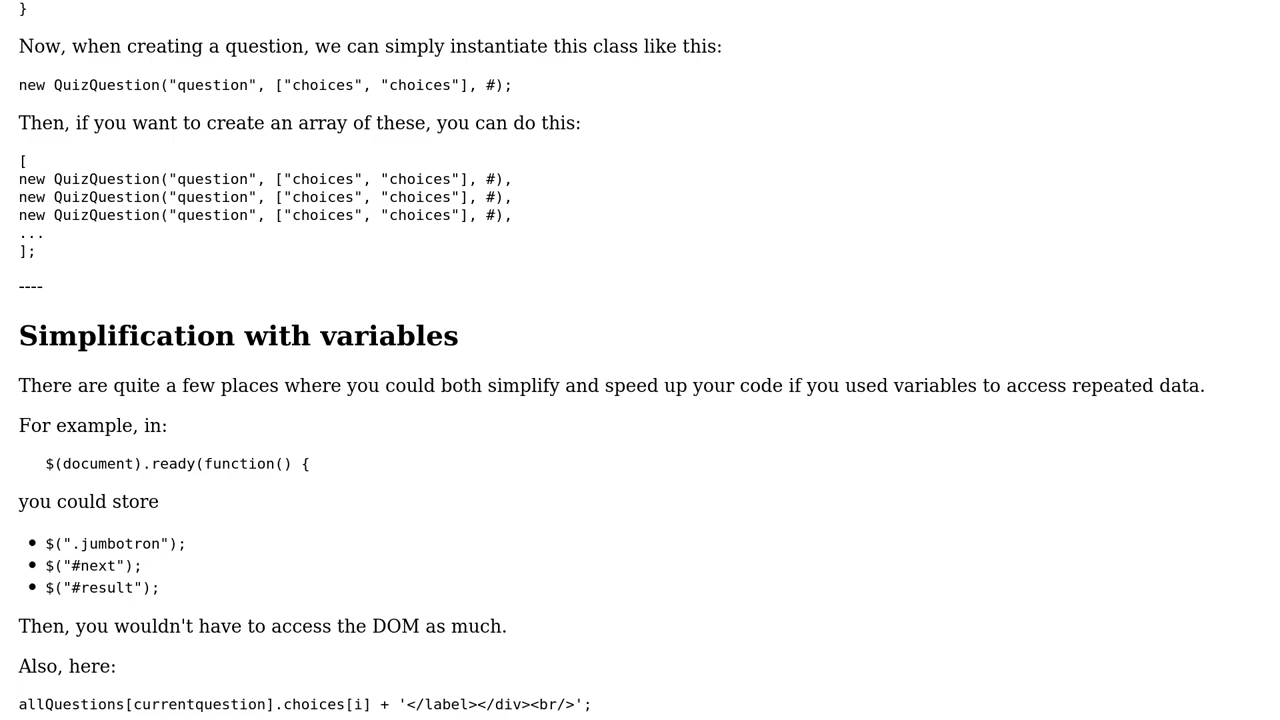 }
Now, when creating a question, we can simply instantiate this class like this:
new QuizQuestion("question", ["choices", "choices"], #);
Then, if you want to create an array of these, you can do this:
[
new QuizQuestion("question", ["choices", "choices"], #),
new QuizQuestion("question", ["choices", "choices"], #),
new QuizQuestion("question", ["choices", "choices"], #),
...
];
----
Simplification with variables
There are quite a few places where you could both simplify and speed up your code if you used variables to access repeated data.
For example, in:
$(document).ready(function() {
you could store
• $(".jumbotron");
• $("#next");
• $("#result");
Then, you wouldn't have to access the DOM as much.
Also, here:
allQuestions[currentquestion].choices[i] + '</label></div><br/>';